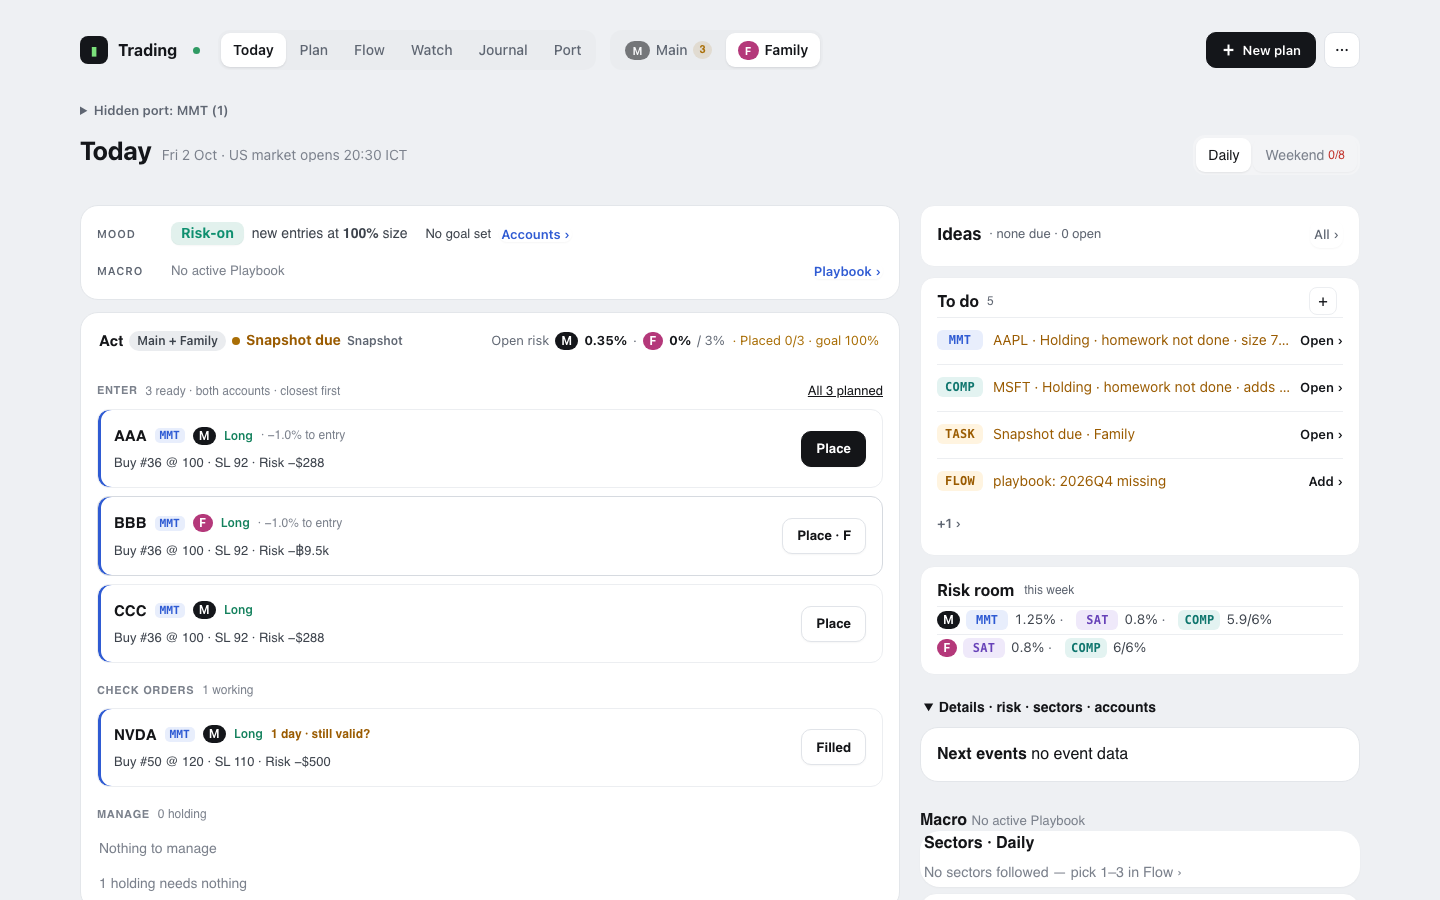 Trading
Today Plan Flow Watch Journal Port
M Main 3 F Family
+ New plan
···
▶ Hidden port: MMT (1)
Today Fri 2 Oct · US market opens 20:30 ICT
Daily Weekend 0/8
MOOD Risk-on new entries at 100% size No goal set Accounts ›
MACRO No active Playbook Playbook ›
Act Main + Family Snapshot due Snapshot Open risk M 0.35% · F 0% / 3% · Placed 0/3 · goal 100%
ENTER 3 ready · both accounts · closest first All 3 planned
AAA MMT M Long · −1.0% to entry
Buy #36 @ 100 · SL 92 · Risk −$288
Place
BBB MMT F Long · −1.0% to entry
Buy #36 @ 100 · SL 92 · Risk −฿9.5k
Place · F
CCC MMT M Long
Buy #36 @ 100 · SL 92 · Risk −$288
Place
CHECK ORDERS 1 working
NVDA MMT M Long 1 day · still valid?
Buy #50 @ 120 · SL 110 · Risk −$500
Filled
MANAGE 0 holding
Nothing to manage
1 holding needs nothing
Ideas · none due · 0 open All ›
To do 5 +
MMT AAPL · Holding · homework not done · size 7... Open ›
COMP MSFT · Holding · homework not done · adds ... Open ›
TASK Snapshot due · Family Open ›
FLOW playbook: 2026Q4 missing Add ›
+1 ›
Risk room this week
M MMT 1.25% · SAT 0.8% · COMP 5.9/6%
F SAT 0.8% · COMP 6/6%
▼ Details · risk · sectors · accounts
Next events no event data
Macro No active Playbook
Sectors · Daily
No sectors followed — pick 1–3 in Flow ›